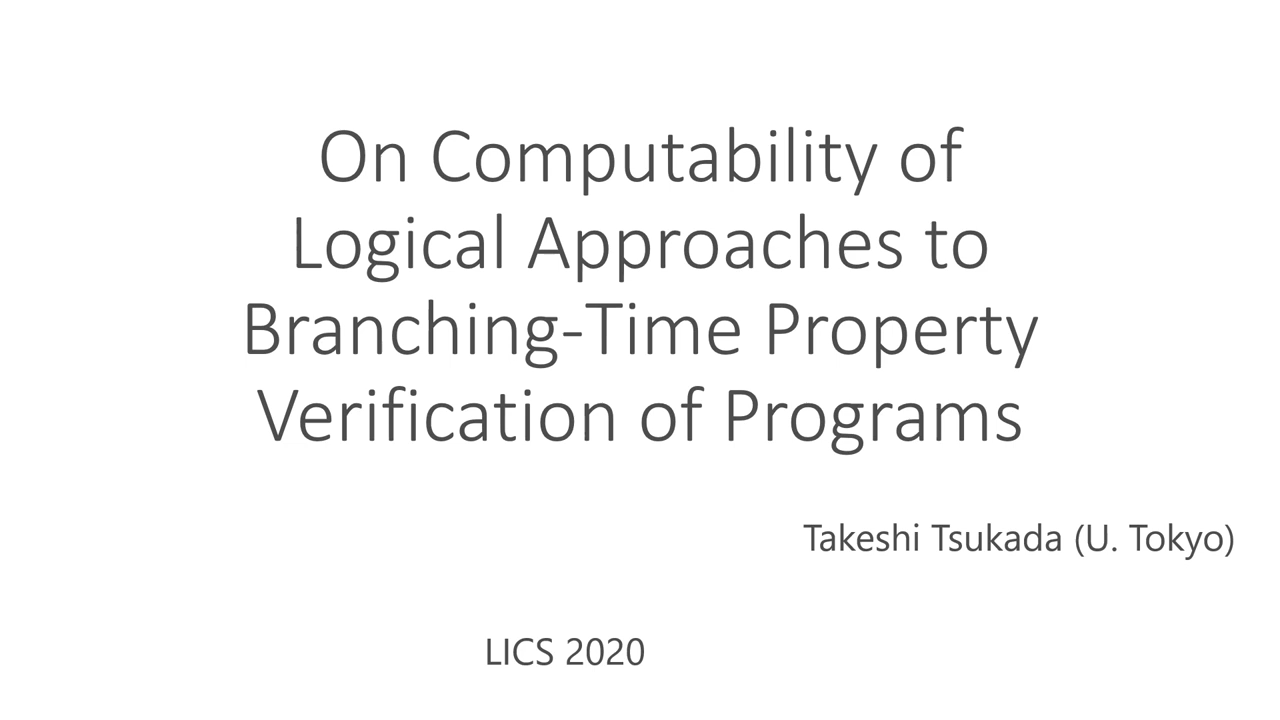 On Computability of
Logical Approaches to
Branching-Time Property
Verification of Programs
Takeshi Tsukada (U. Tokyo)
LICS 2020